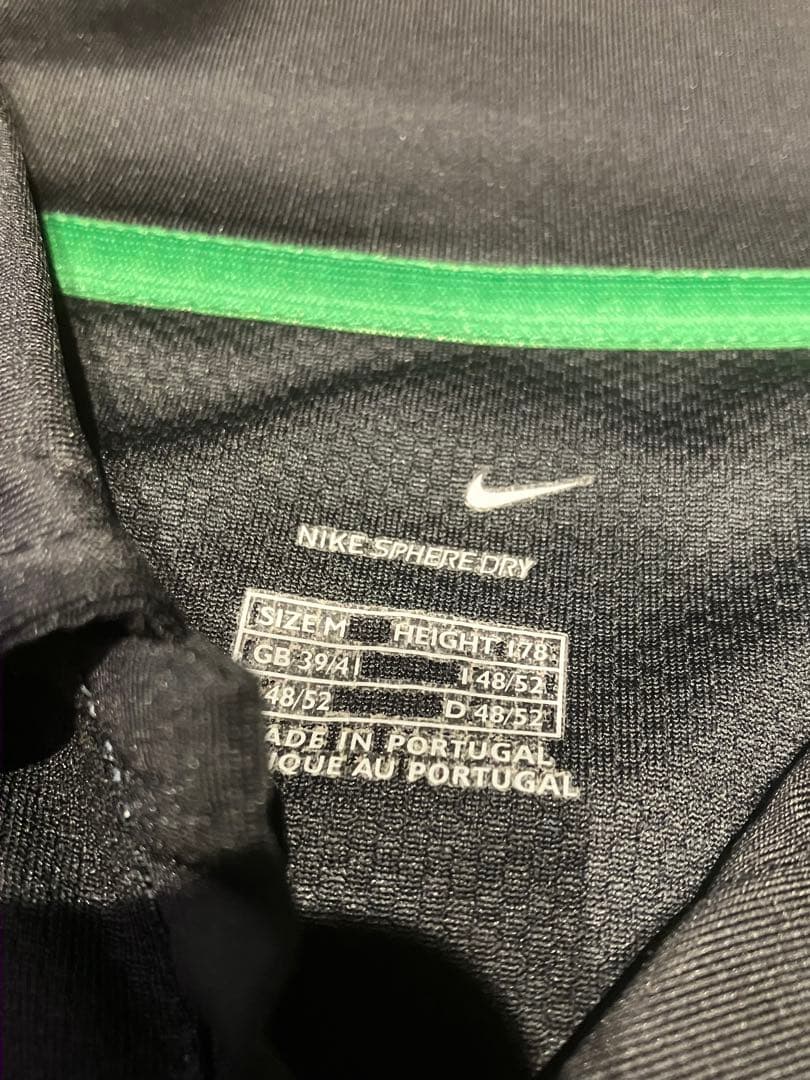 NIKE SPHERE DRY
SIZE M HEIGHT 178
GB 39/41 I 48/52
48/52 D 48/52
ADE IN PORTUGAL
IQUE AU PORTUGAL